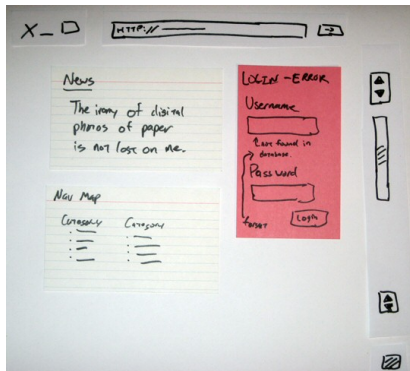 X _ □
HTTP://
News
The irony of digital
photos of paper
is not lost on me.
Nav Map
Category Category
LOGIN - ERROR
Username
↑ not found in
database.
Password
forgot
Login